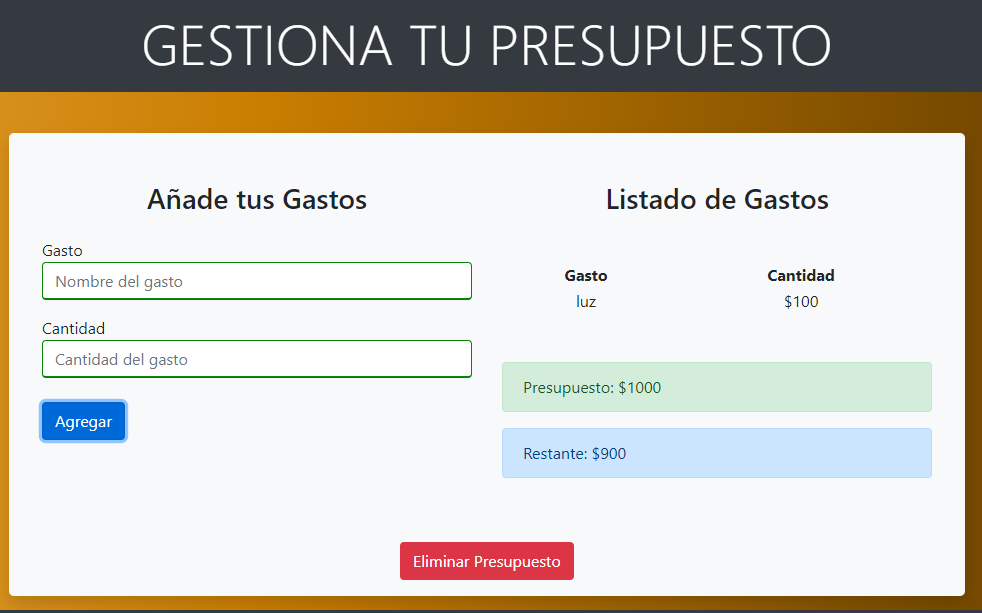 GESTIONA TU PRESUPUESTO
Añade tus Gastos
Gasto
Nombre del gasto
Cantidad
Cantidad del gasto
Agregar
Listado de Gastos
Gasto Cantidad
luz $100
Presupuesto: $1000
Restante: $900
Eliminar Presupuesto